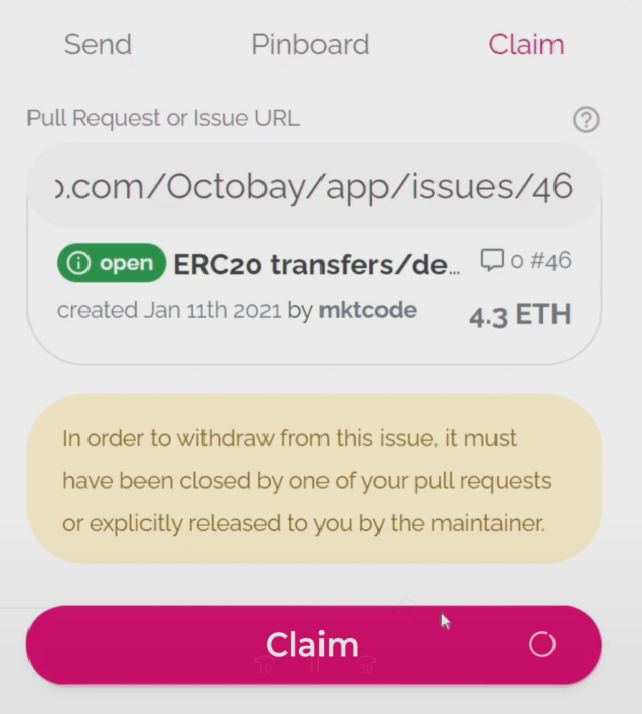 Send Pinboard Claim
Pull Request or Issue URL ?
o.com/Octobay/app/issues/46
open ERC20 transfers/de... 0 #46
created Jan 11th 2021 by mktcode 4.3 ETH
In order to withdraw from this issue, it must
have been closed by one of your pull requests
or explicitly released to you by the maintainer.
Claim
10 30